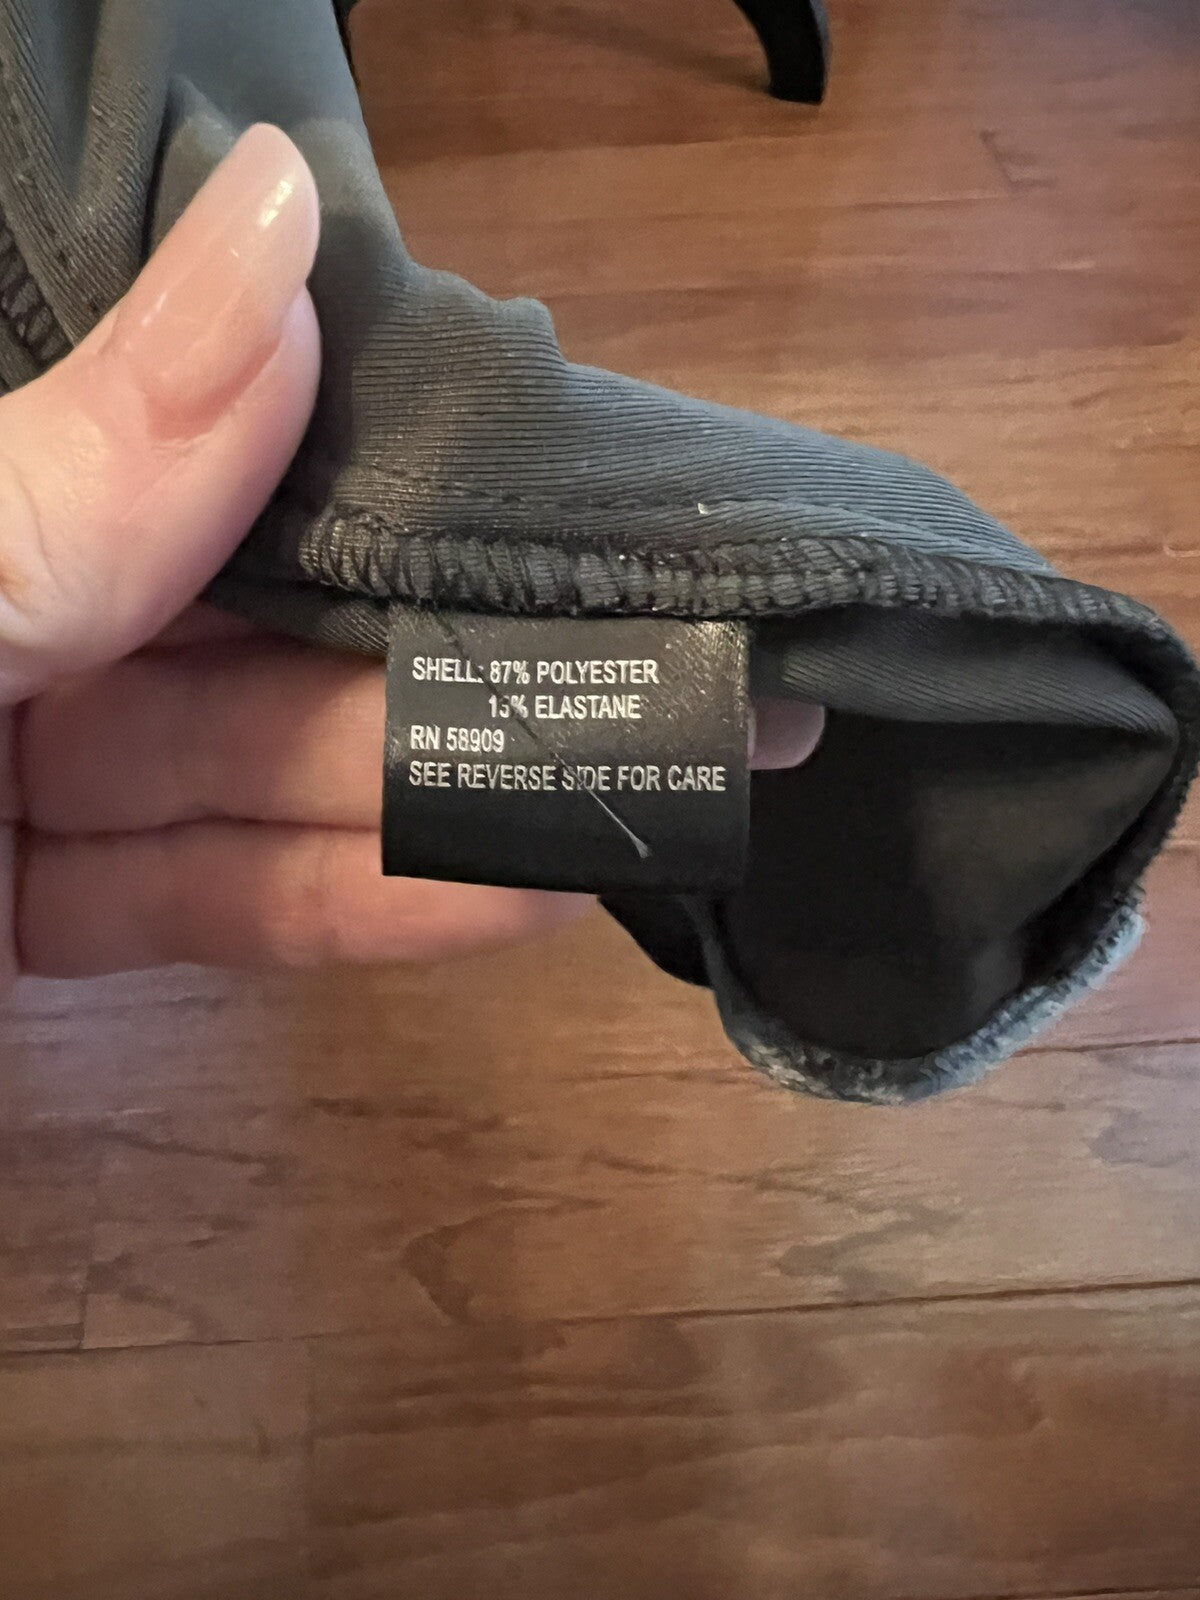 SHELL: 87% POLYESTER
13% ELASTANE
RN 58909
SEE REVERSE SIDE FOR CARE